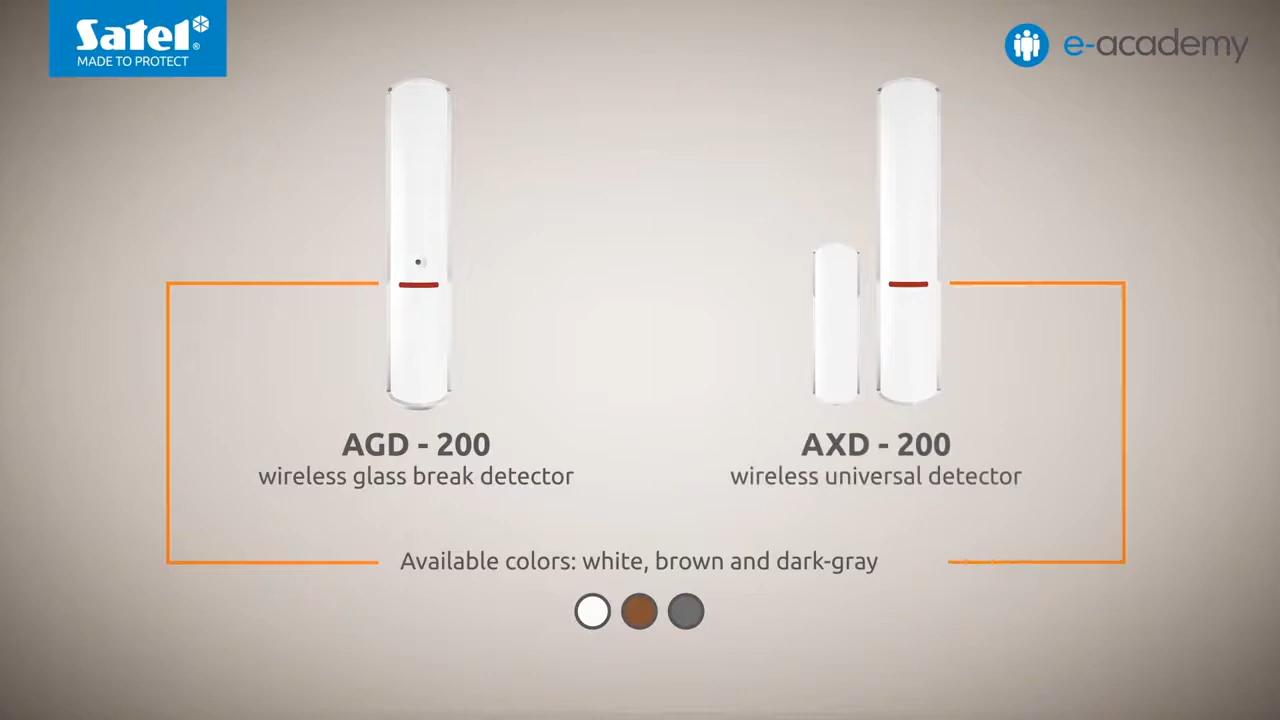 Satel ®
MADE TO PROTECT
e-academy
AGD - 200
wireless glass break detector
AXD - 200
wireless universal detector
Available colors: white, brown and dark-gray